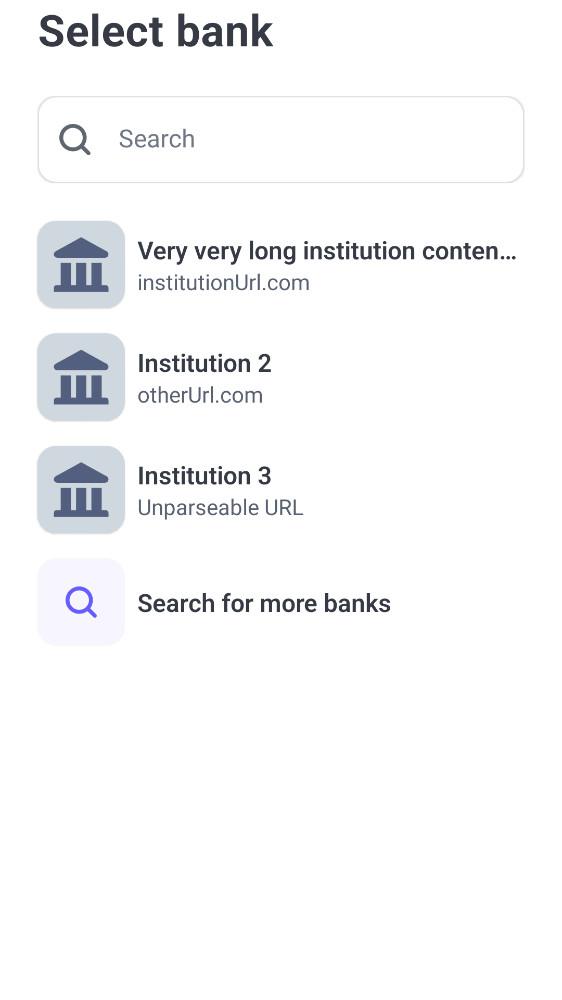 Select bank
Search
Very very long institution conten...
institutionUrl.com
Institution 2
otherUrl.com
Institution 3
Unparseable URL
Search for more banks